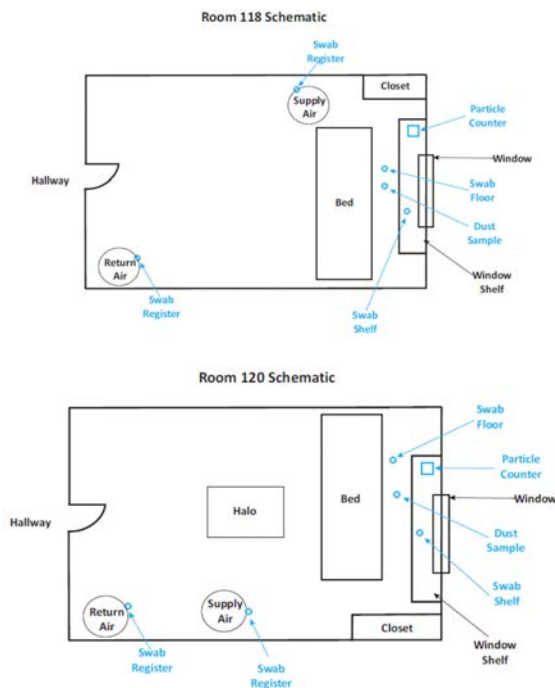 Room 118 Schematic
Swab
Register
Closet
Supply
Air
Particle
Counter
Window
Hallway
Swab
Floor
Bed
Dust
Sample
Return
Air
Window
Shelf
Swab
Register
Swab
Shelf
Room 120 Schematic
Swab
Floor
Particle
Counter
Bed
Window
Halo
Hallway
Dust
Sample
Swab
Shelf
Return
Air
Supply
Air
Closet
Window
Shelf
Swab
Register
Swab
Register